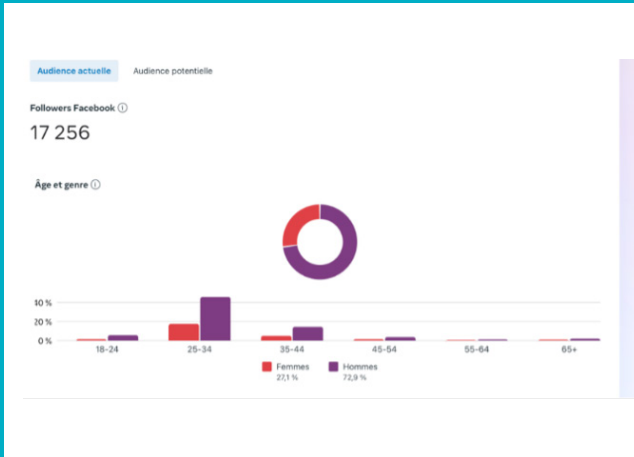 Audience actuelle Audience potentielle
Followers Facebook
17 256
Âge et genre
40 %
20 %
0 %
18-24 25-34 35-44 45-54 55-64 65+
Femmes Hommes
27,1 % 72,9 %